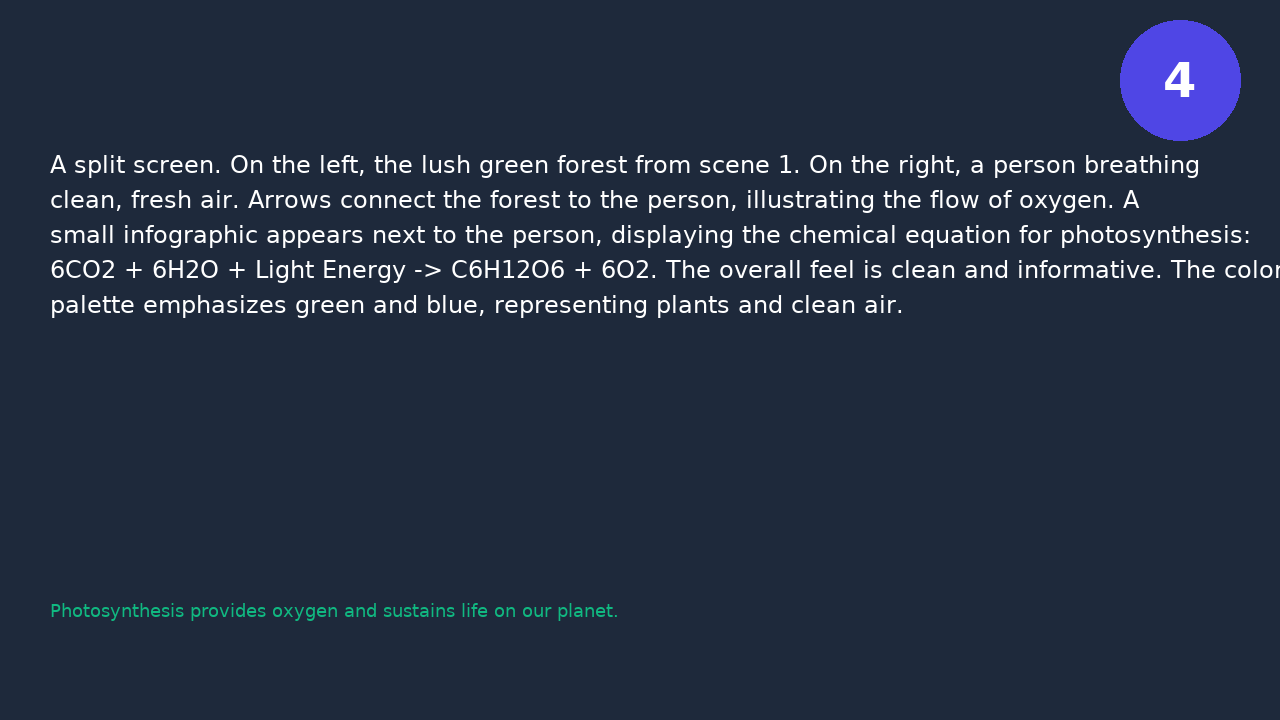 4
A split screen. On the left, the lush green forest from scene 1. On the right, a person breathing
clean, fresh air. Arrows connect the forest to the person, illustrating the flow of oxygen. A
small infographic appears next to the person, displaying the chemical equation for photosynthesis:
6CO2 + 6H2O + Light Energy -> C6H12O6 + 6O2. The overall feel is clean and informative. The color
palette emphasizes green and blue, representing plants and clean air.
Photosynthesis provides oxygen and sustains life on our planet.